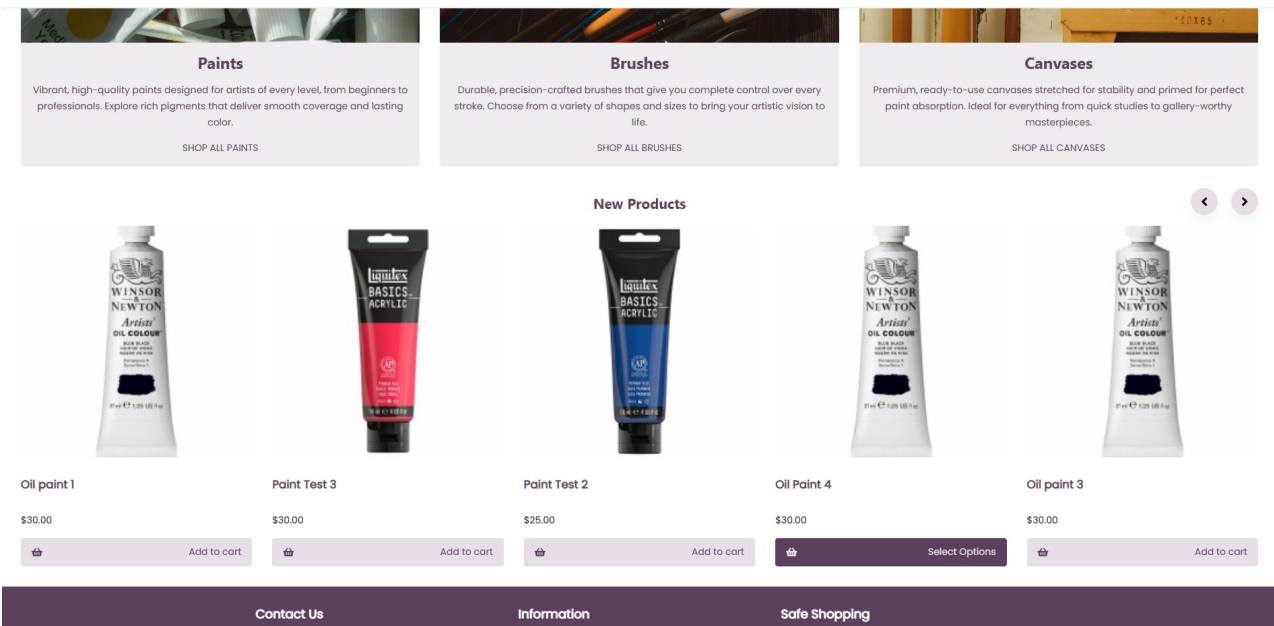 Paints
Vibrant, high-quality paints designed for artists of every level, from beginners to
professionals. Explore rich pigments that deliver smooth coverage and lasting
color.
SHOP ALL PAINTS
Brushes
Durable, precision-crafted brushes that give you complete control over every
stroke. Choose from a variety of shapes and sizes to bring your artistic vision to
life.
SHOP ALL BRUSHES
Canvases
Premium, ready-to-use canvases stretched for stability and primed for perfect
paint absorption. Ideal for everything from quick studies to gallery-worthy
masterpieces.
SHOP ALL CANVASES
New Products
WINSOR
&
NEWTON
Artists'
OIL COLOUR
BLUE BLACK
Oil paint 1
$30.00
Add to cart
Liquitex
BASICS
ACRYLIC
AP
Paint Test 3
$30.00
Add to cart
Liquitex
BASICS
ACRYLIC
AP
Paint Test 2
$25.00
Add to cart
WINSOR
&
NEWTON
Artists'
OIL COLOUR
BLUE BLACK
Oil Paint 4
$30.00
Select Options
WINSOR
&
NEWTON
Artists'
OIL COLOUR
BLUE BLACK
Oil paint 3
$30.00
Add to cart
Contact Us
Information
Safe Shopping